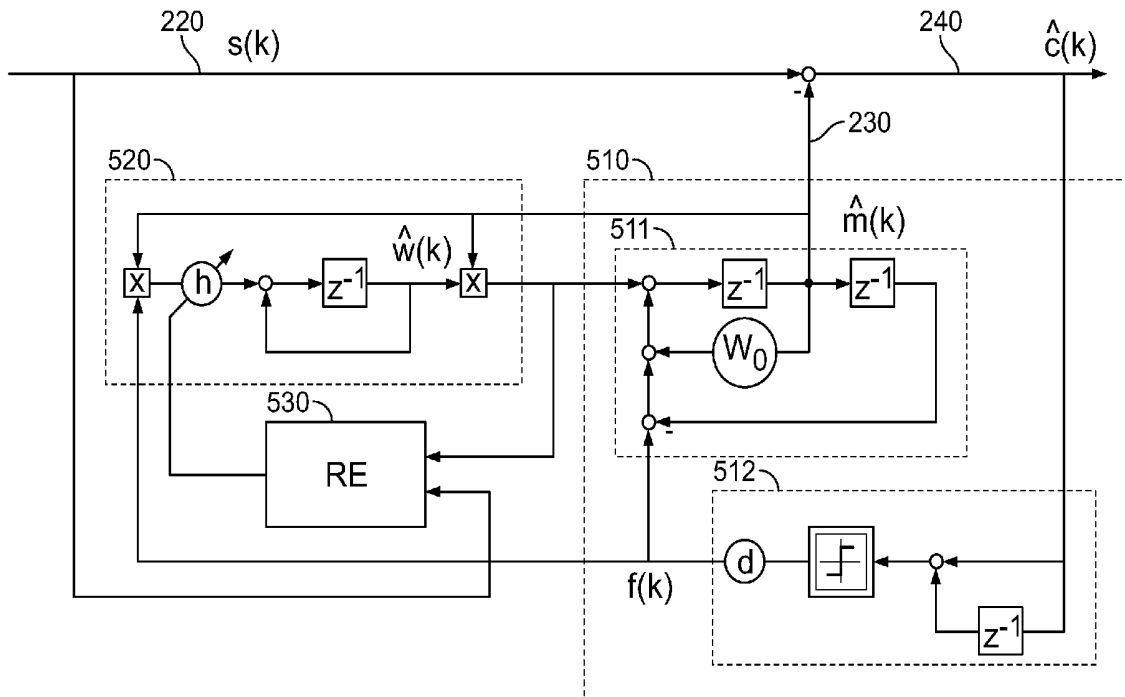 220
s(k)
240
ĉ(k)
-
230
520
510
ŵ(k)
511
m̂(k)
x
h
z⁻¹
x
z⁻¹
z⁻¹
W₀
530
RE
-
512
f(k)
d
z⁻¹